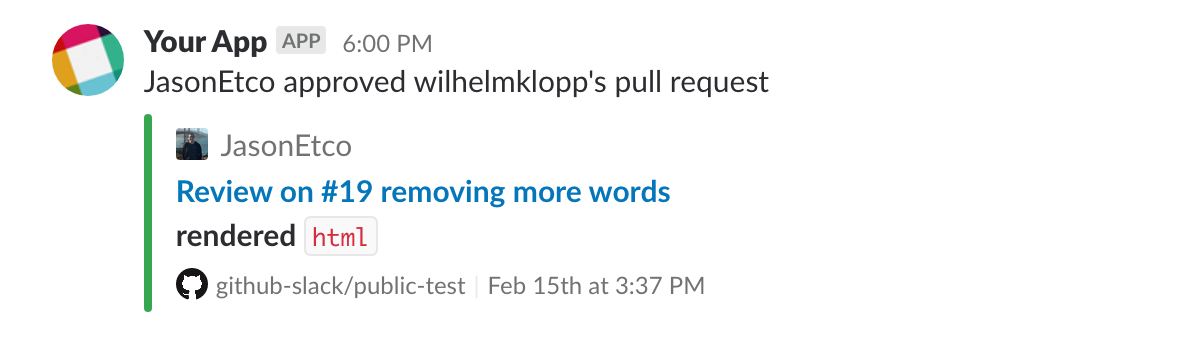 Your App APP 6:00 PM
JasonEtco approved wilhelmklopp's pull request
JasonEtco
Review on #19 removing more words
rendered html
github-slack/public-test | Feb 15th at 3:37 PM